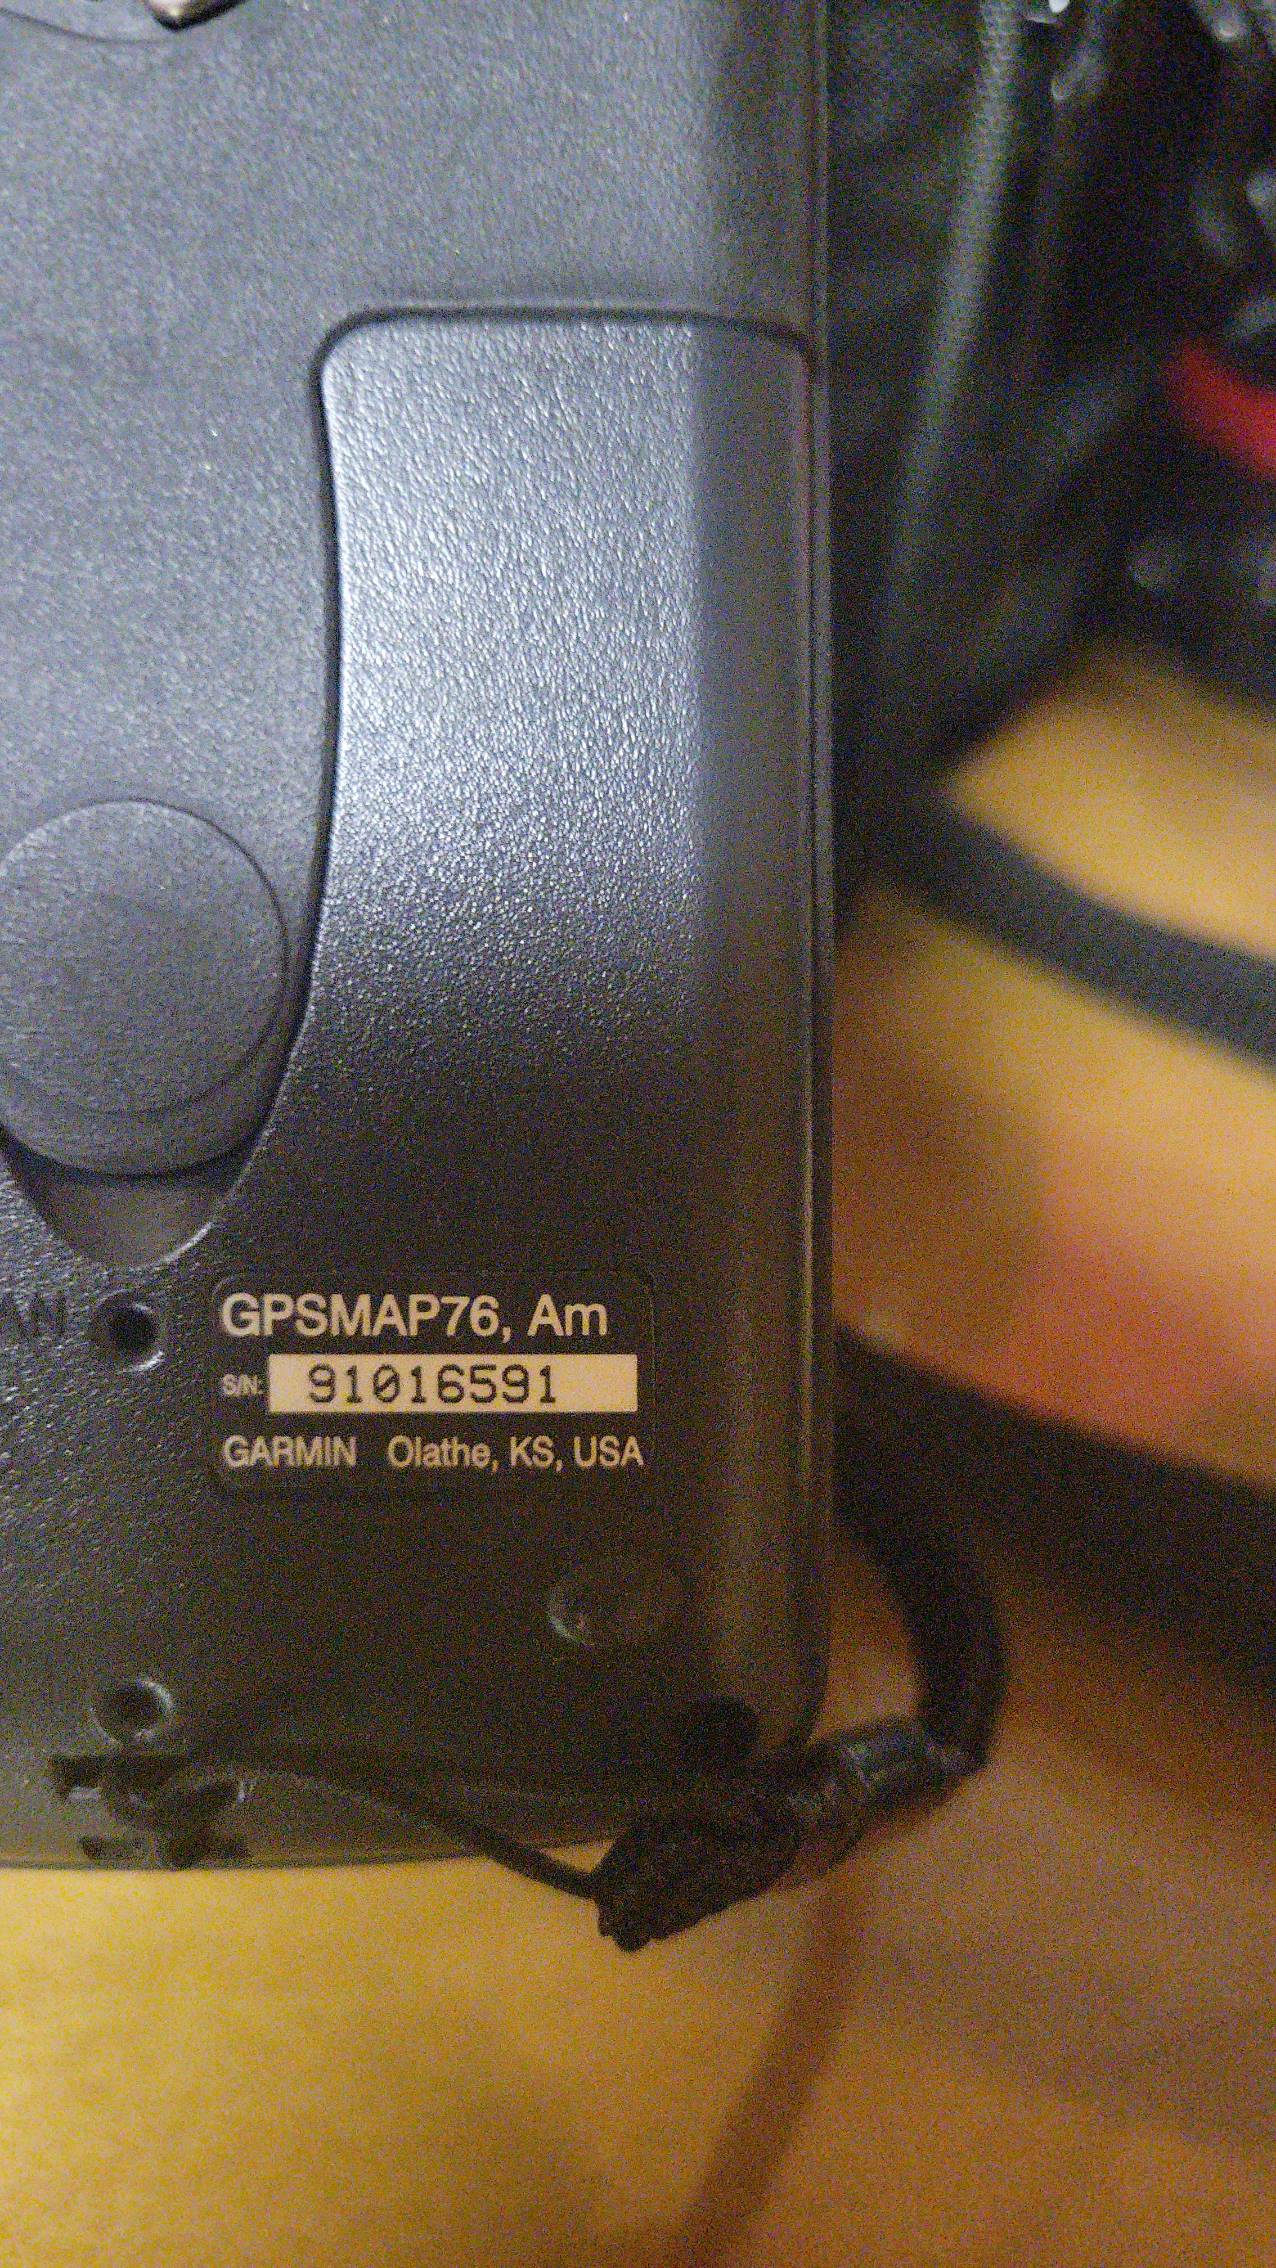 GPSMAP76, Am
S/N: 91016591
GARMIN Olathe, KS, USA